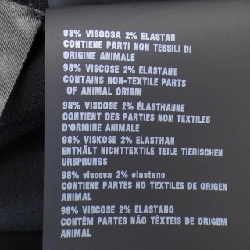 98% VISCOSA 2% ELASTAN
CONTIENE PARTI NON TESSILI DI
ORIGINE ANIMALE
98% VISCOSE 2% ELASTANE
CONTAINS NON-TEXTILE PARTS
OF ANIMAL ORIGIN
98% VISCOSE 2% ELASTHANNE
CONTIENT DES PARTIES NON TEXTILES
D'ORIGINE ANIMALE
98% VISKOSE 2% ELASTHAN
ENTHÄLT NICHTTEXTILE TEILE TIERISCHEN
URSPRUNGS
98% viscosa 2% elastano
CONTIENE PARTES NO TEXTILES DE ORIGEN
ANIMAL
98% VISCOSE 2% ELASTANO
CONTÉM PARTES NÃO TÊXTEIS DE ORIGEM
ANIMAL